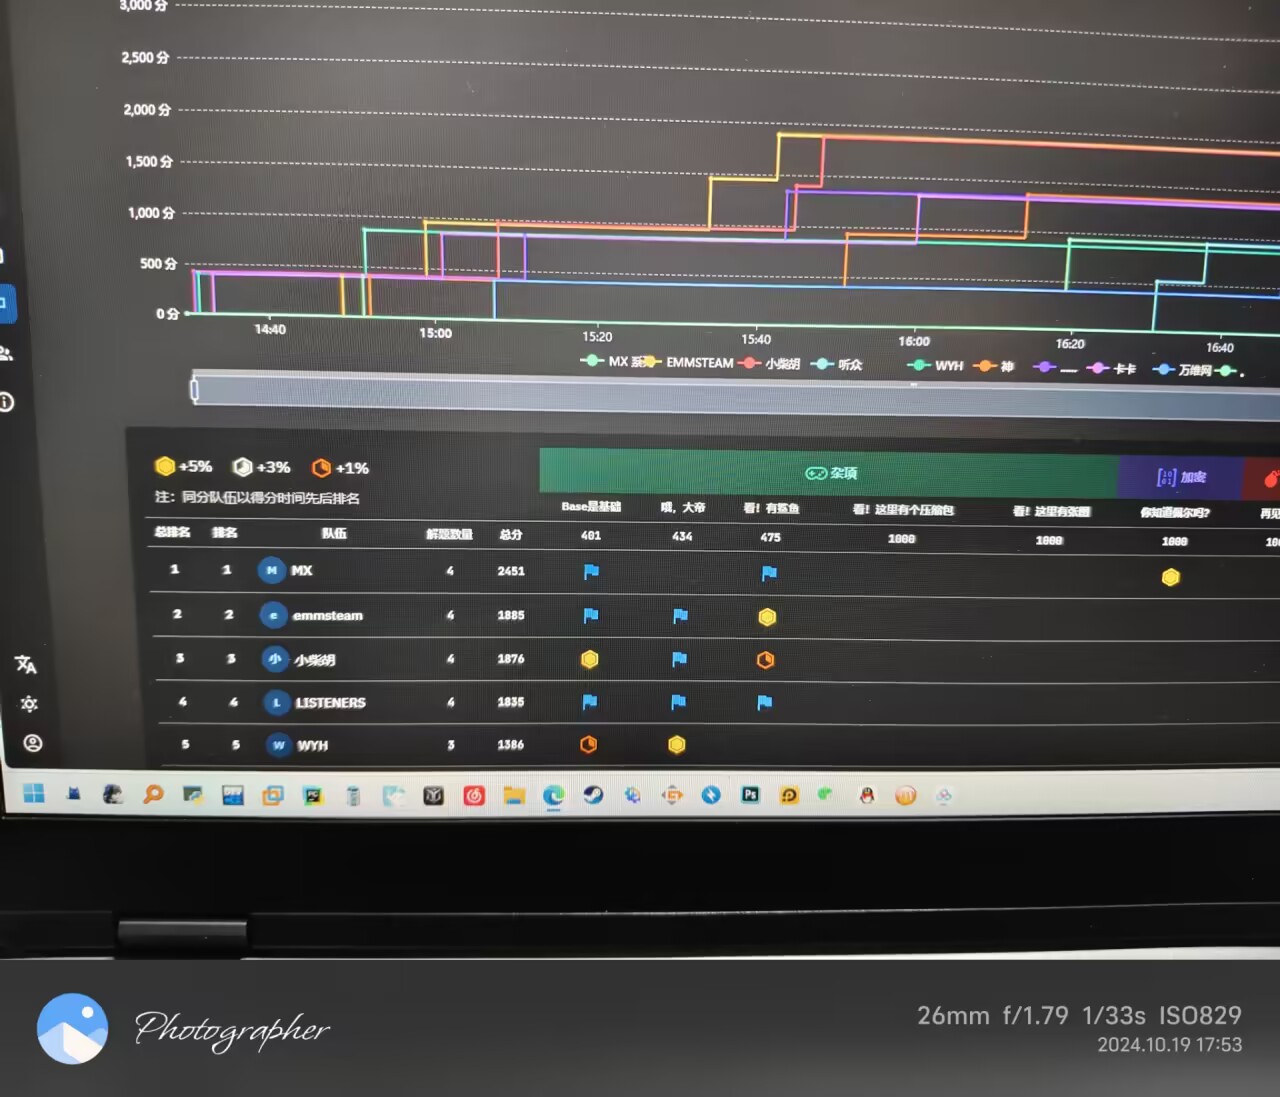 3,000 分
2,500 分
2,000 分
1,500 分
1,000 分
500 分
0 分
14:40 15:00 15:20 15:40 16:00 16:20 16:40
MX EMMSTEAM 小柴胡 听众 WYH 神 — 卡卡 万维网 .
+5% +3% +1%
杂项 加密
注：同分队伍以得分时间先后排名
Base是基础 哦，大帝 看！有鲨鱼 看！这里有个压缩包 看！这里有张图 你知道佩尔吗? 再见
总排名 排名 队伍 解题数量 总分 401 434 475 1000 1000 1000
1 1 M MX 4 2451
2 2 e emmsteam 4 1885
3 3 小 小柴胡 4 1876
4 4 L LISTENERS 4 1835
5 5 W WYH 3 1386
Photographer
26mm f/1.79 1/33s ISO829
2024.10.19 17:53